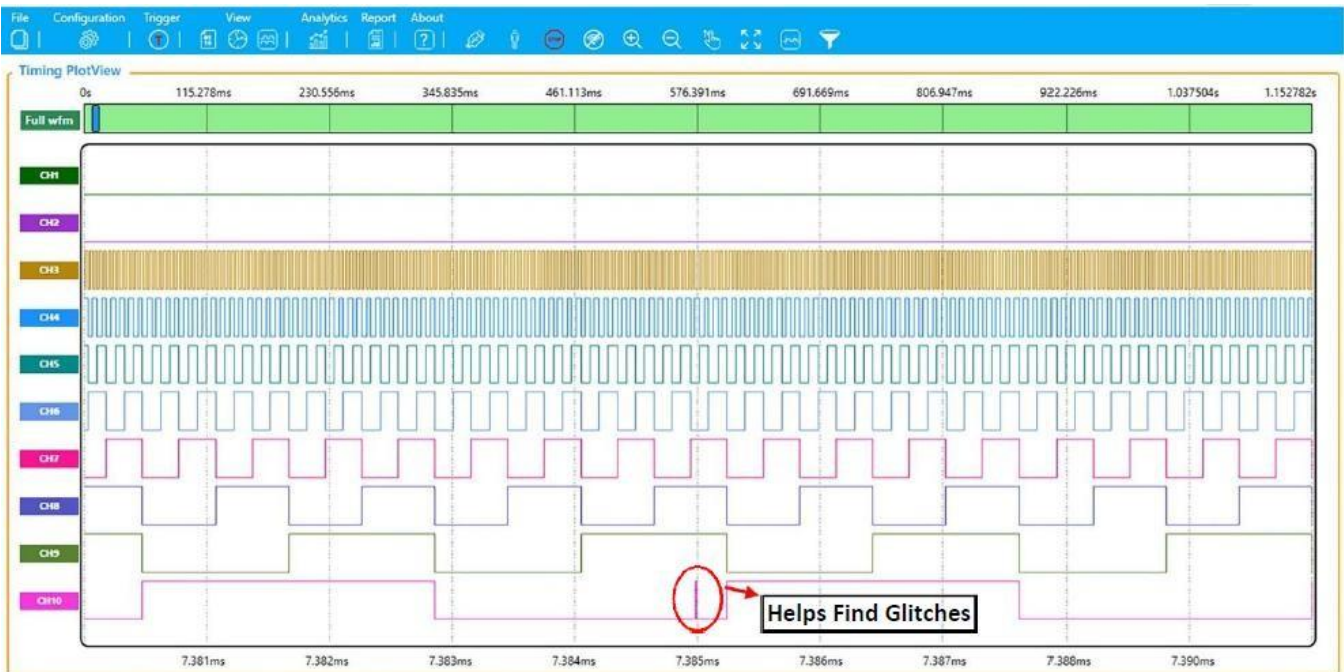 File Configuration Trigger View Analytics Report About
Timing PlotView
0s 115.278ms 230.556ms 345.835ms 461.113ms 576.391ms 691.669ms 806.947ms 922.226ms 1.037504s 1.152782s
Full wfm
CH1
CH2
CH3
CH4
CH5
CH6
CH7
CH8
CH9
CH10
Helps Find Glitches
7.381ms 7.382ms 7.383ms 7.384ms 7.385ms 7.386ms 7.387ms 7.388ms 7.390ms